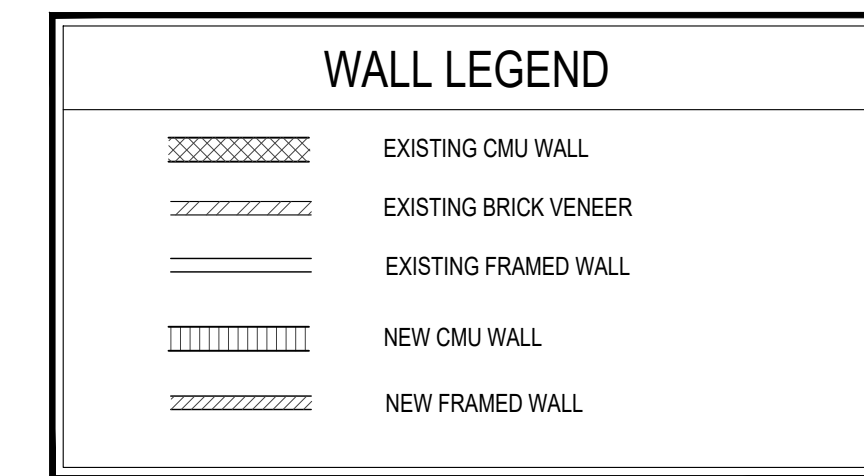 WALL LEGEND
EXISTING CMU WALL
EXISTING BRICK VENEER
EXISTING FRAMED WALL
NEW CMU WALL
NEW FRAMED WALL